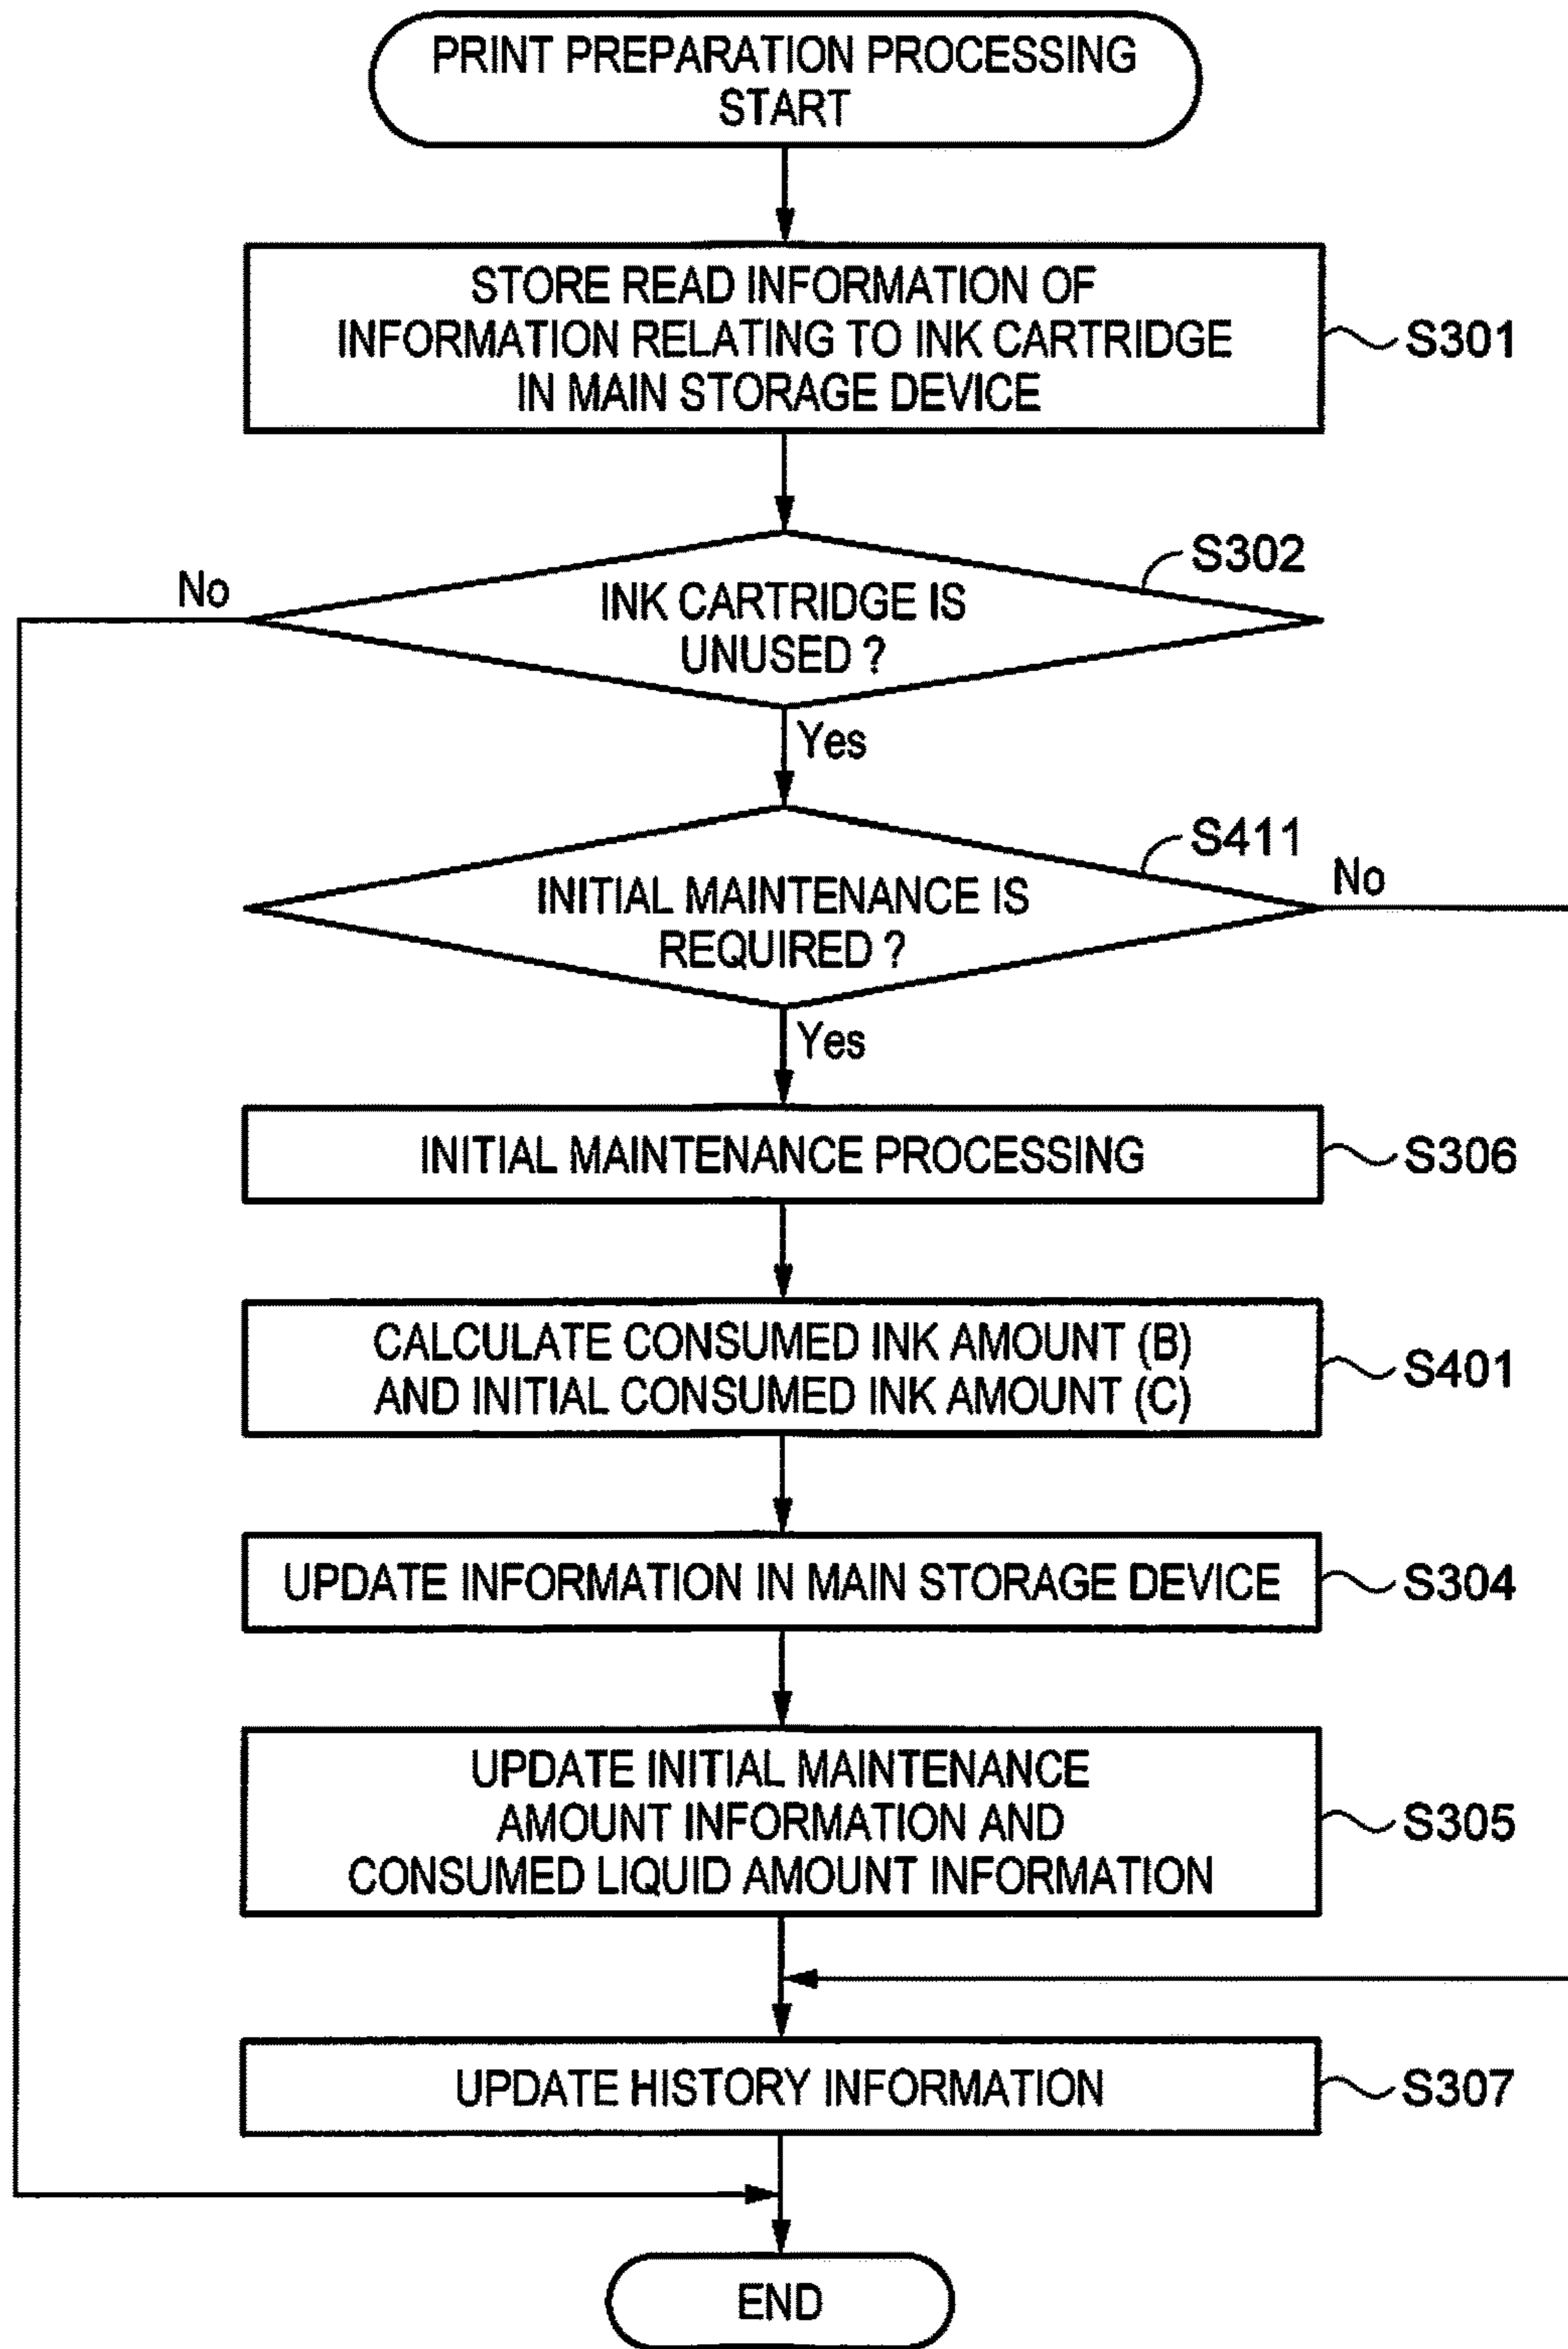 PRINT PREPARATION PROCESSING
START
STORE READ INFORMATION OF
INFORMATION RELATING TO INK CARTRIDGE
IN MAIN STORAGE DEVICE
S301
S302
No
INK CARTRIDGE IS
UNUSED ?
Yes
S411
No
INITIAL MAINTENANCE IS
REQUIRED ?
Yes
INITIAL MAINTENANCE PROCESSING
S306
CALCULATE CONSUMED INK AMOUNT (B)
AND INITIAL CONSUMED INK AMOUNT (C)
S401
UPDATE INFORMATION IN MAIN STORAGE DEVICE
S304
UPDATE INITIAL MAINTENANCE
AMOUNT INFORMATION AND
CONSUMED LIQUID AMOUNT INFORMATION
S305
UPDATE HISTORY INFORMATION
S307
END